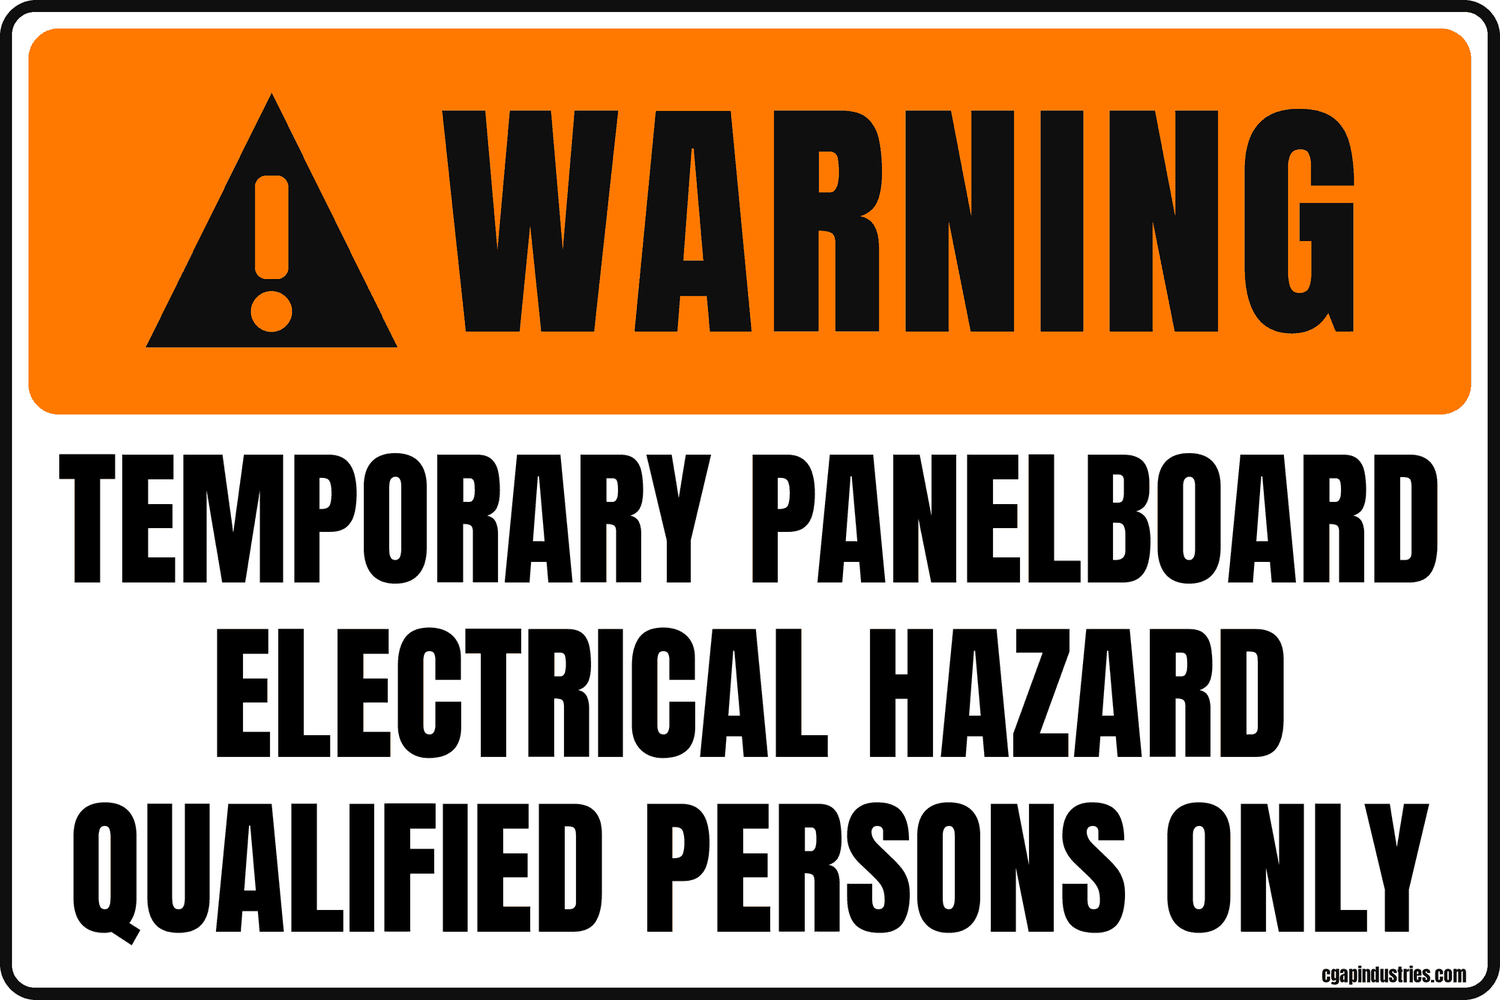 WARNING
TEMPORARY PANELBOARD
ELECTRICAL HAZARD
QUALIFIED PERSONS ONLY
cgapindustries.com